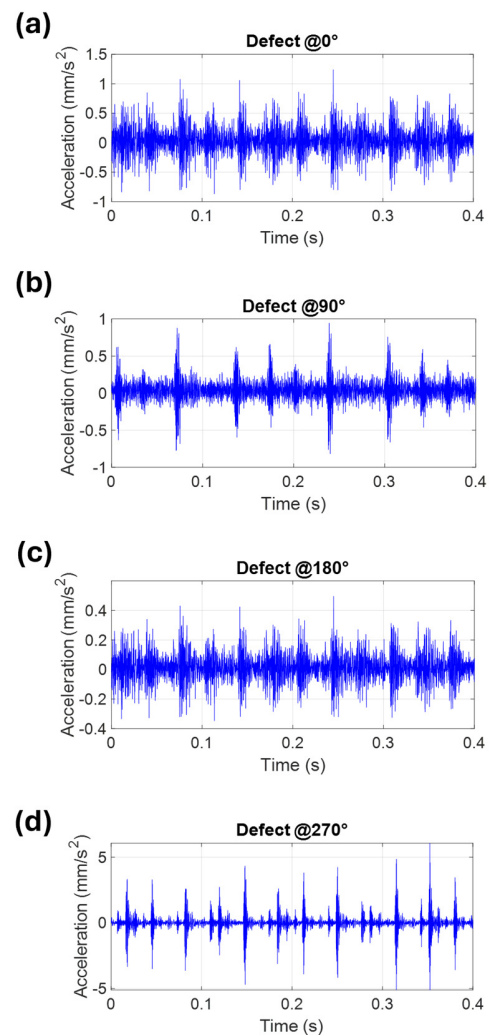 (a)
Defect @0°
Acceleration (mm/s²)
1.5
1
0.5
0
-0.5
-1
0 0.1 0.2 0.3 0.4
Time (s)
(b)
Defect @90°
Acceleration (mm/s²)
1
0.5
0
-0.5
-1
0 0.1 0.2 0.3 0.4
Time (s)
(c)
Defect @180°
Acceleration (mm/s²)
0.4
0.2
0
-0.2
-0.4
0 0.1 0.2 0.3 0.4
Time (s)
(d)
Defect @270°
Acceleration (mm/s²)
5
0
-5
0 0.1 0.2 0.3 0.4
Time (s)